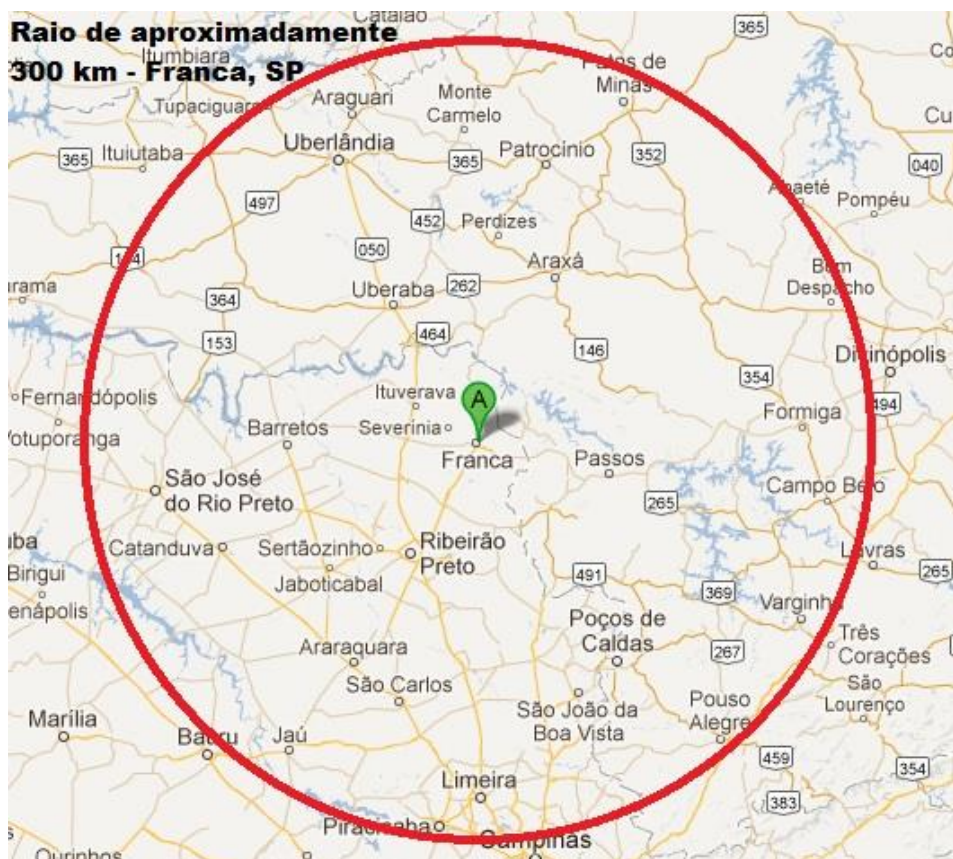 Catalão
Raio de aproximadamente
300 km - Franca, SP
Itumbiara
365
Patos de
Minas
Tupaciguara
Araguari
Monte
Carmelo
365
Ituiutaba
Uberlândia
365
Patrocínio
352
040
497
452
Perdizes
Abaeté
Pompéu
050
Araxá
Bom
Despacho
364
Uberaba
262
153
464
146
Divinópolis
354
Fernandópolis
Ituverava
A
494
Formiga
Votuporanga
Barretos
Severinia
Franca
Passos
São José
do Rio Preto
265
Campo Belo
Catanduva
Sertãozinho
Ribeirão
Preto
Lavras
Birigui
Jaboticabal
491
265
369
Varginha
Poços de
Caldas
Três
Corações
Araraquara
267
São Carlos
São
Lourenço
São João da
Boa Vista
Pouso
Alegre
Marília
Bauru
Jaú
459
354
Limeira
383
Piracicaba
Campinas
Ourinhos